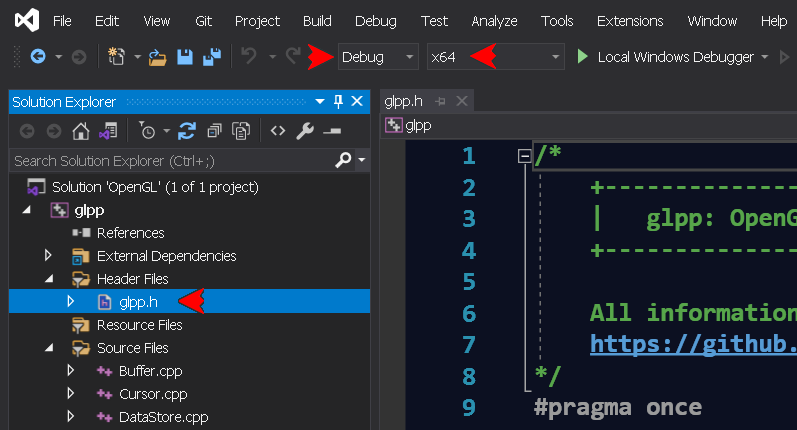 File Edit View Git Project Build Debug Test Analyze Tools Extensions Window Help
Debug x64 Local Windows Debugger
Solution Explorer
Search Solution Explorer (Ctrl+;)
Solution 'OpenGL' (1 of 1 project)
glpp
References
External Dependencies
Header Files
glpp.h
Resource Files
Source Files
Buffer.cpp
Cursor.cpp
DataStore.cpp
glpp.h
glpp
1 /*
2 +--------------
3 | glpp: OpenG
4 +--------------
5
6 All information
7 https://github.
8 */
9 #pragma once